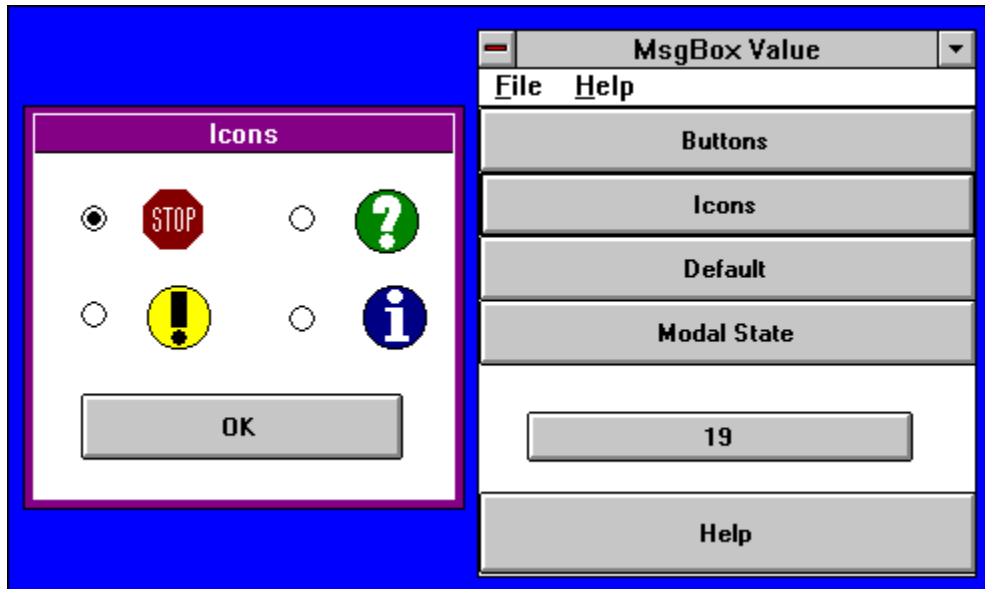 MsgBox Value
File Help
Icons
STOP
?
!
i
OK
Buttons
Icons
Default
Modal State
19
Help